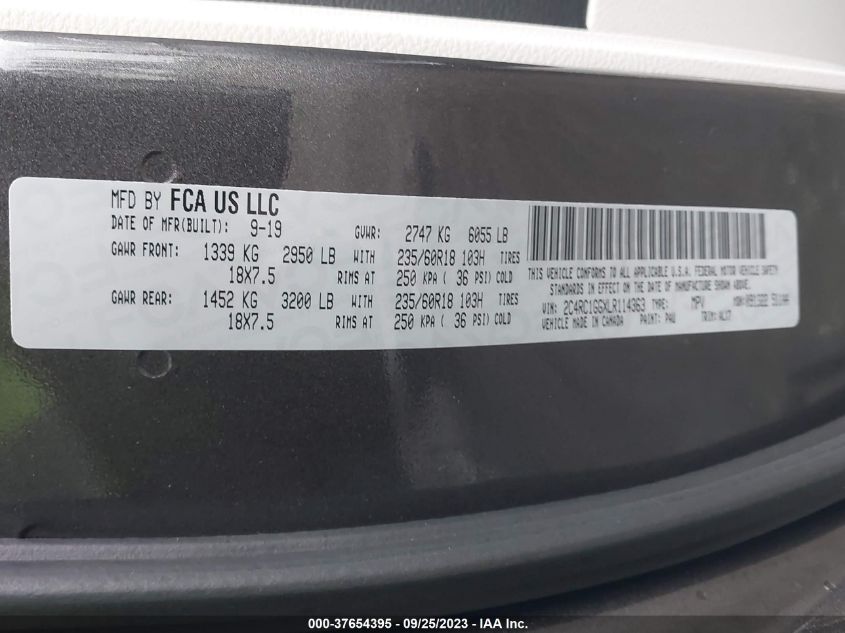 MFD BY FCA US LLC
DATE OF MFR(BUILT): 9-19 GVWR: 2747 KG 6055 LB
GAWR FRONT: 1339 KG 2950 LB WITH 235/60R18 103H TIRES
18X7.5 RIMS AT 250 KPA ( 36 PSI) COLD
GAWR REAR: 1452 KG 3200 LB WITH 235/60R18 103H TIRES
18X7.5 RIMS AT 250 KPA ( 36 PSI) COLD
THIS VEHICLE CONFORMS TO ALL APPLICABLE U.S.A. FEDERAL MOTOR VEHICLE SAFETY
STANDARDS IN EFFECT ON THE DATE OF MANUFACTURE SHOWN ABOVE.
VIN: 2C4RC1GGXLR114363 TYPE: MPV MDH:
VEHICLE MADE IN CANADA PAINT: PAU TRIM:
000-37654395 - 09/25/2023 - IAA Inc.